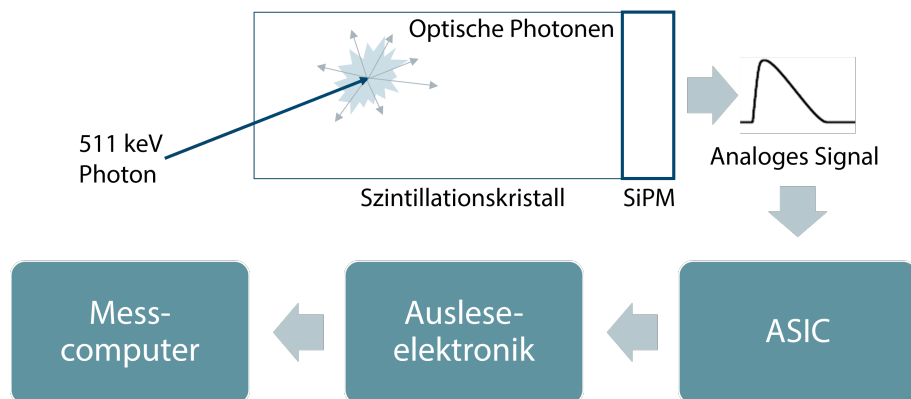 Optische Photonen
511 keV
Photon
Analoges Signal
Szintillationskristall
SiPM
Mess-
computer
Auslese-
elektronik
ASIC